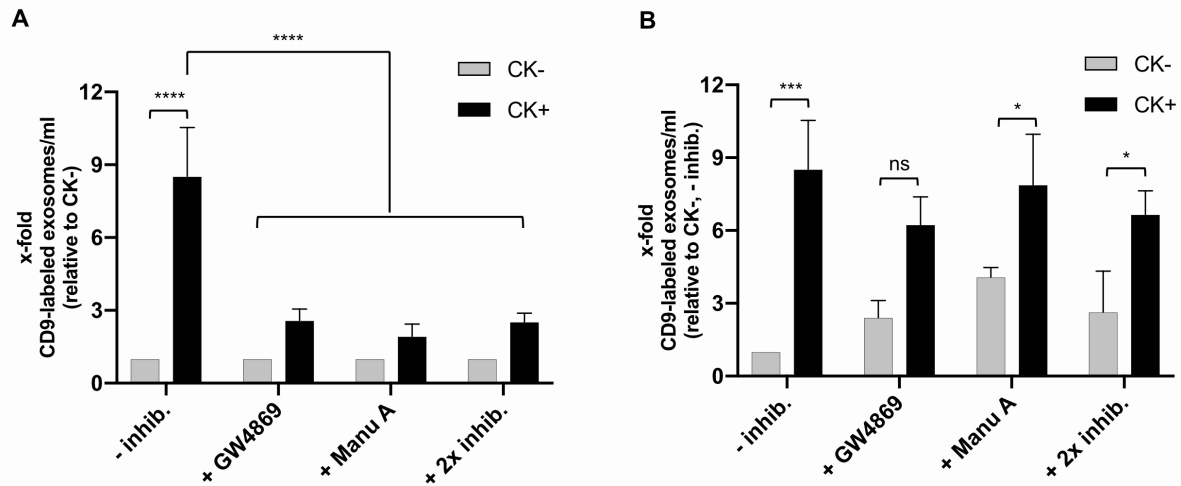 A
****
CK-
CK+
****
12
9
6
3
0
x-fold
CD9-labeled exosomes/ml
(relative to CK-)
- inhib.
+ GW4869
+ Manu A
+ 2x inhib.
B
CK-
CK+
***
ns
*
*
12
9
6
3
0
x-fold
CD9-labeled exosomes/ml
(relative to CK-, - inhib.)
- inhib.
+ GW4869
+ Manu A
+ 2x inhib.